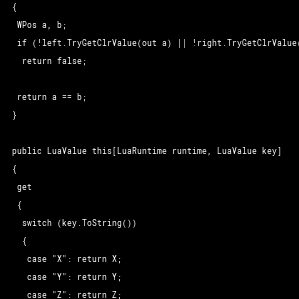 {
WPos a, b;
if (!left.TryGetClrValue(out a) || !right.TryGetClrValue(
return false;
return a == b;
}
public LuaValue this[LuaRuntime runtime, LuaValue key]
{
get
{
switch (key.ToString())
{
case "X": return X;
case "Y": return Y;
case "Z": return Z;